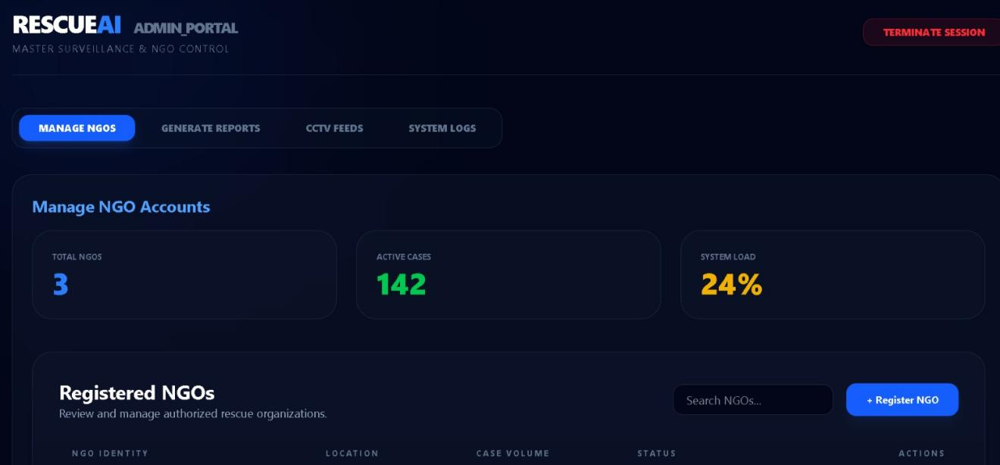 RESCUEAI ADMIN_PORTAL
MASTER SURVEILLANCE & NGO CONTROL
TERMINATE SESSION
MANAGE NGOS GENERATE REPORTS CCTV FEEDS SYSTEM LOGS
Manage NGO Accounts
TOTAL NGOS ACTIVE CASES SYSTEM LOAD
3 142 24%
Registered NGOs
Review and manage authorized rescue organizations.
Search NGOs... + Register NGO
NGO IDENTITY LOCATION CASE VOLUME STATUS ACTIONS